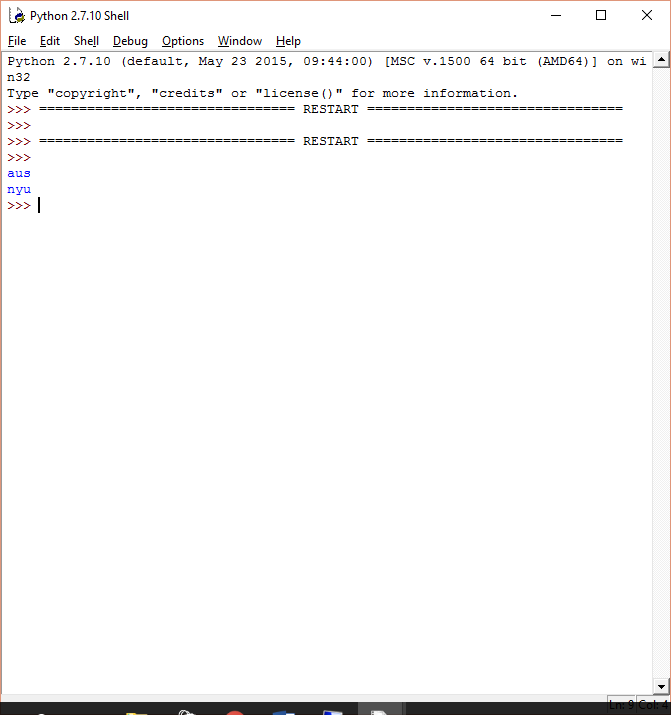 Python 2.7.10 Shell
File Edit Shell Debug Options Window Help
Python 2.7.10 (default, May 23 2015, 09:44:00) [MSC v.1500 64 bit (AMD64)] on wi
n32
Type "copyright", "credits" or "license()" for more information.
>>> ================================ RESTART ================================
>>>
>>> ================================ RESTART ================================
>>>
aus
nyu
>>>
Ln: 9 Col: 4